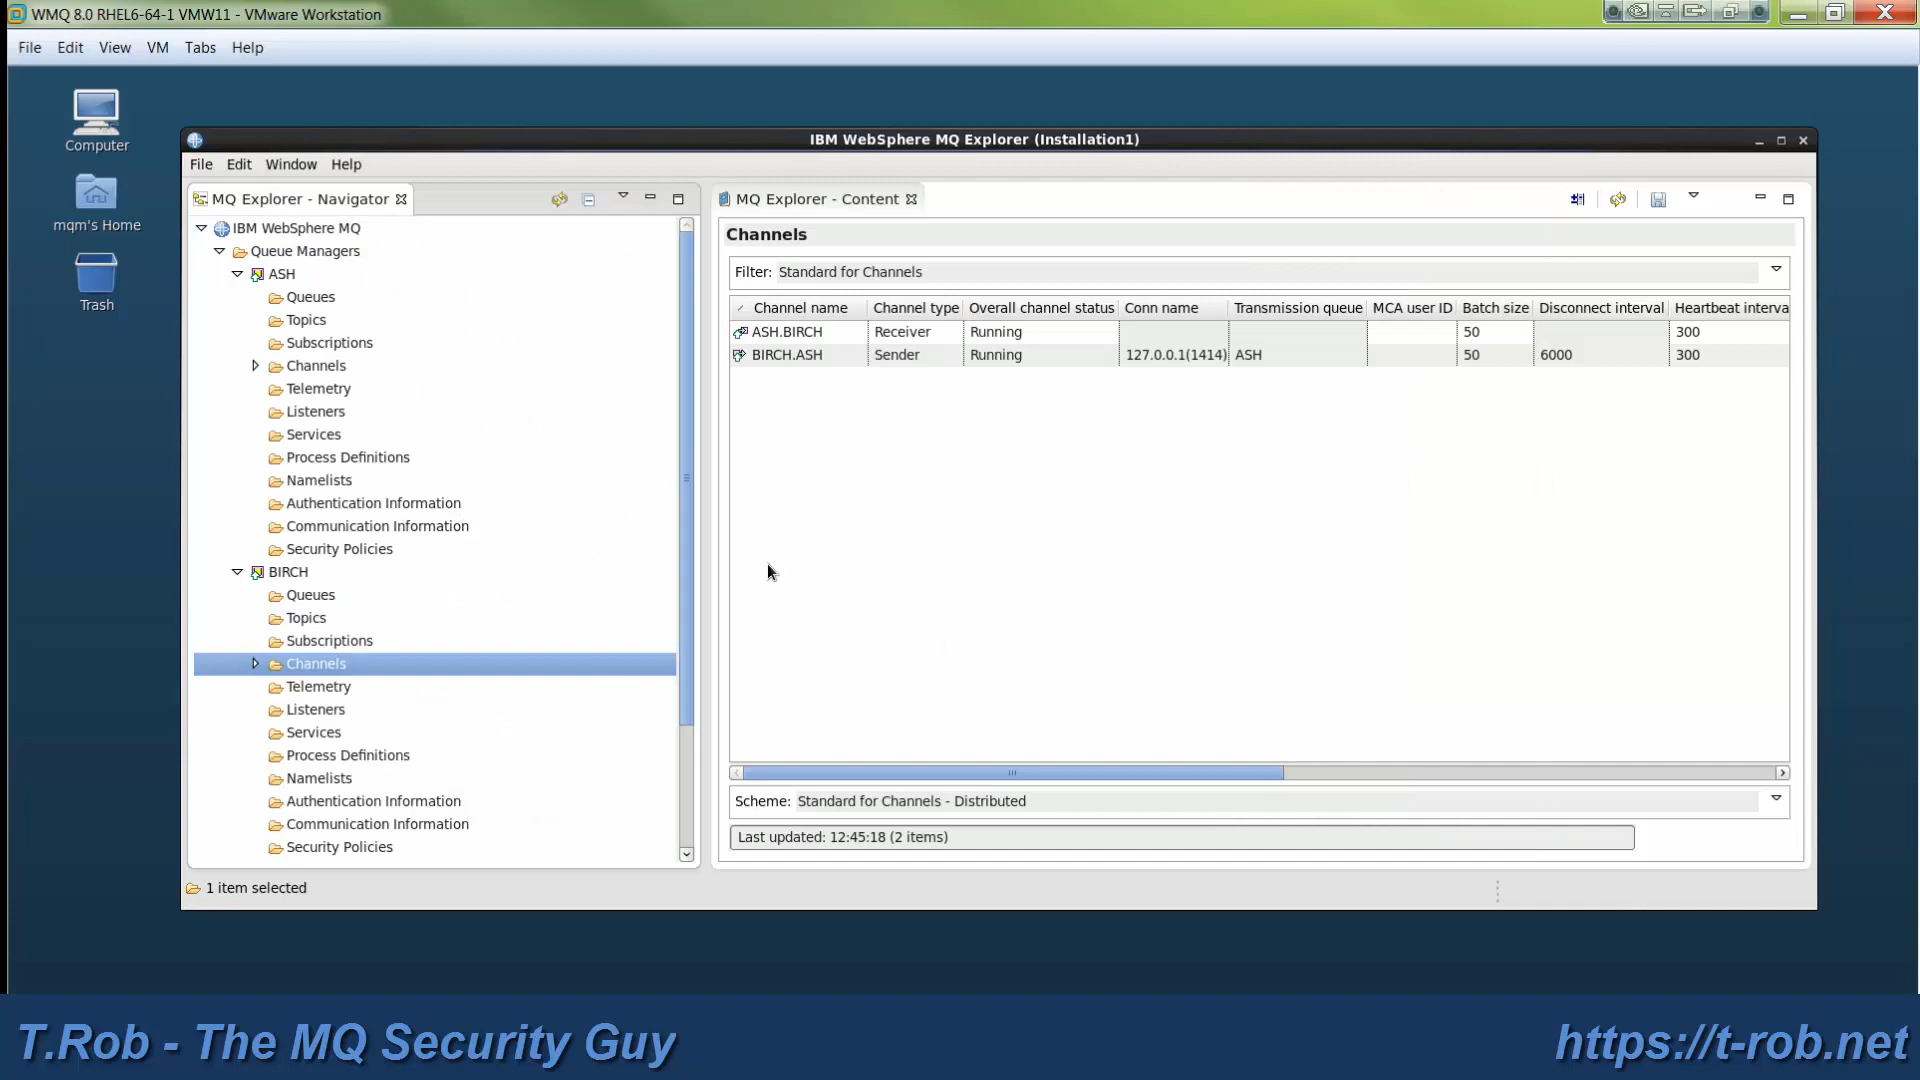 WMQ 8.0 RHEL6-64-1 VMW11 - VMware Workstation
File Edit View VM Tabs Help
Computer
mqm's Home
Trash
IBM WebSphere MQ Explorer (Installation1)
File Edit Window Help
MQ Explorer - Navigator
IBM WebSphere MQ
Queue Managers
ASH
Queues
Topics
Subscriptions
Channels
Telemetry
Listeners
Services
Process Definitions
Namelists
Authentication Information
Communication Information
Security Policies
BIRCH
Queues
Topics
Subscriptions
Channels
Telemetry
Listeners
Services
Process Definitions
Namelists
Authentication Information
Communication Information
Security Policies
1 item selected
MQ Explorer - Content
Channels
Filter: Standard for Channels
Channel name Channel type Overall channel status Conn name Transmission queue MCA user ID Batch size Disconnect interval Heartbeat interva
ASH.BIRCH Receiver Running 50 300
BIRCH.ASH Sender Running 127.0.0.1(1414) ASH 50 6000 300
Scheme: Standard for Channels - Distributed
Last updated: 12:45:18 (2 items)
T.Rob - The MQ Security Guy
https://t-rob.net